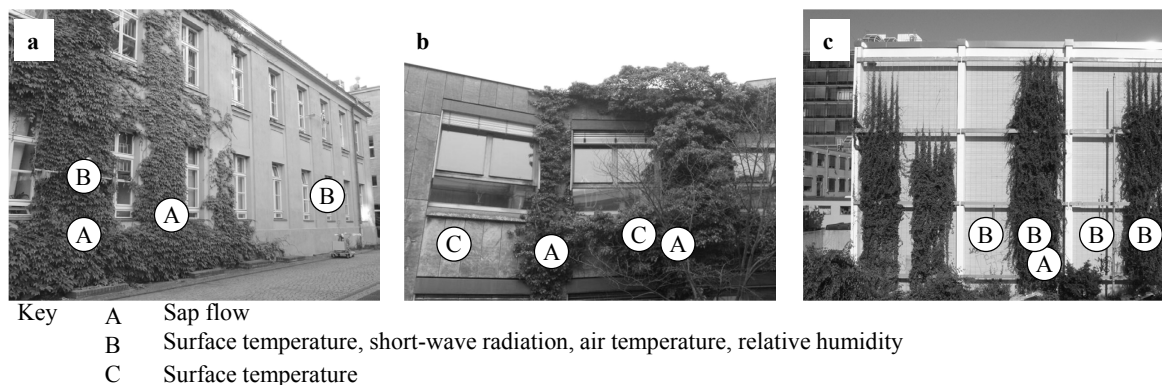 a b c
B B
A A
C A C A
B B B B
A
Key A Sap flow
B Surface temperature, short-wave radiation, air temperature, relative humidity
C Surface temperature